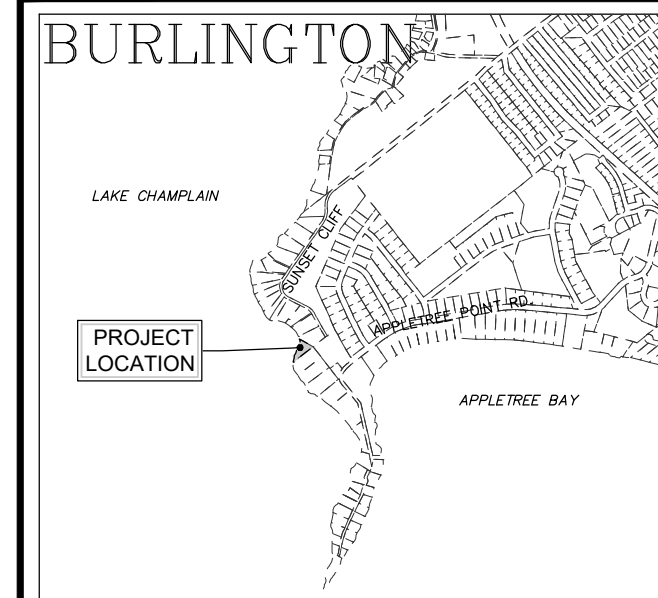 BURLINGTON
LAKE CHAMPLAIN
SUNSET CLIFF
PROJECT
LOCATION
APPLETREE POINT RD.
APPLETREE BAY